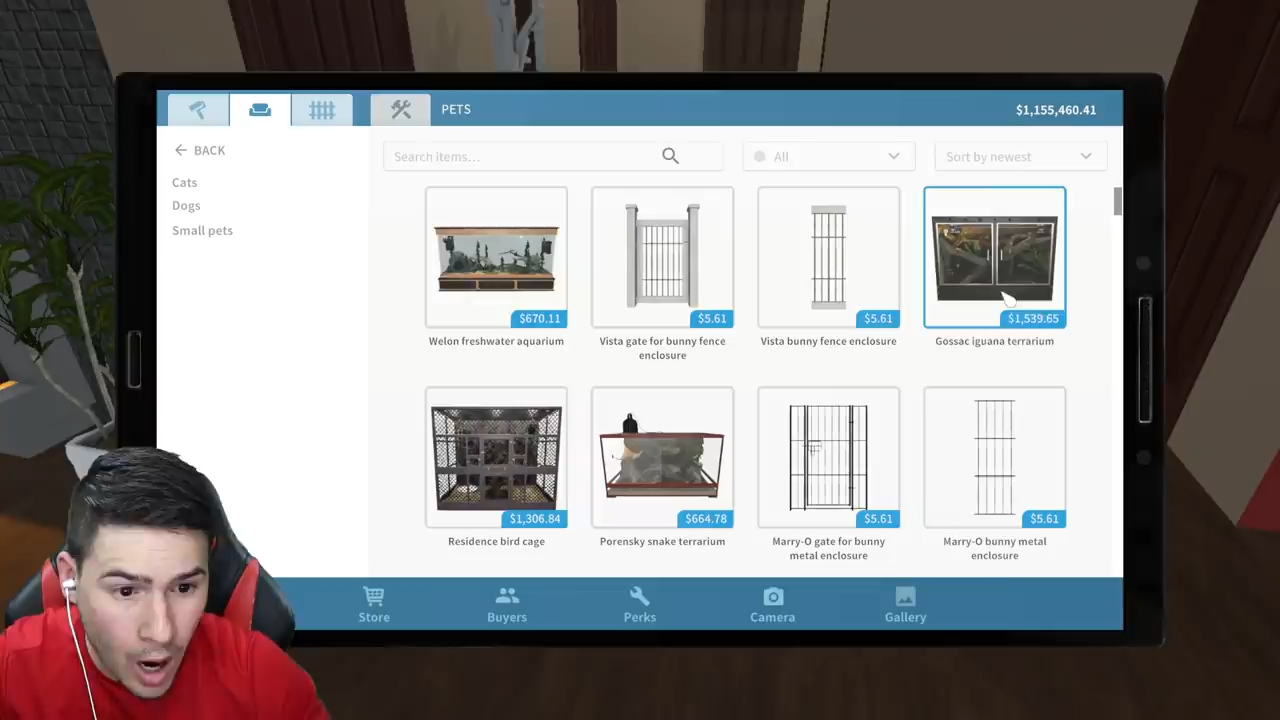 PETS
$1,155,460.41
BACK
Search items...
All
Sort by newest
Cats
Dogs
Small pets
$670.11
$5.61
$5.61
$1,539.65
Welon freshwater aquarium
Vista gate for bunny fence
enclosure
Vista bunny fence enclosure
Gossac iguana terrarium
$1,306.84
$664.78
$5.61
$5.61
Residence bird cage
Porensky snake terrarium
Marry-O gate for bunny
metal enclosure
Marry-O bunny metal
enclosure
Store
Buyers
Perks
Camera
Gallery